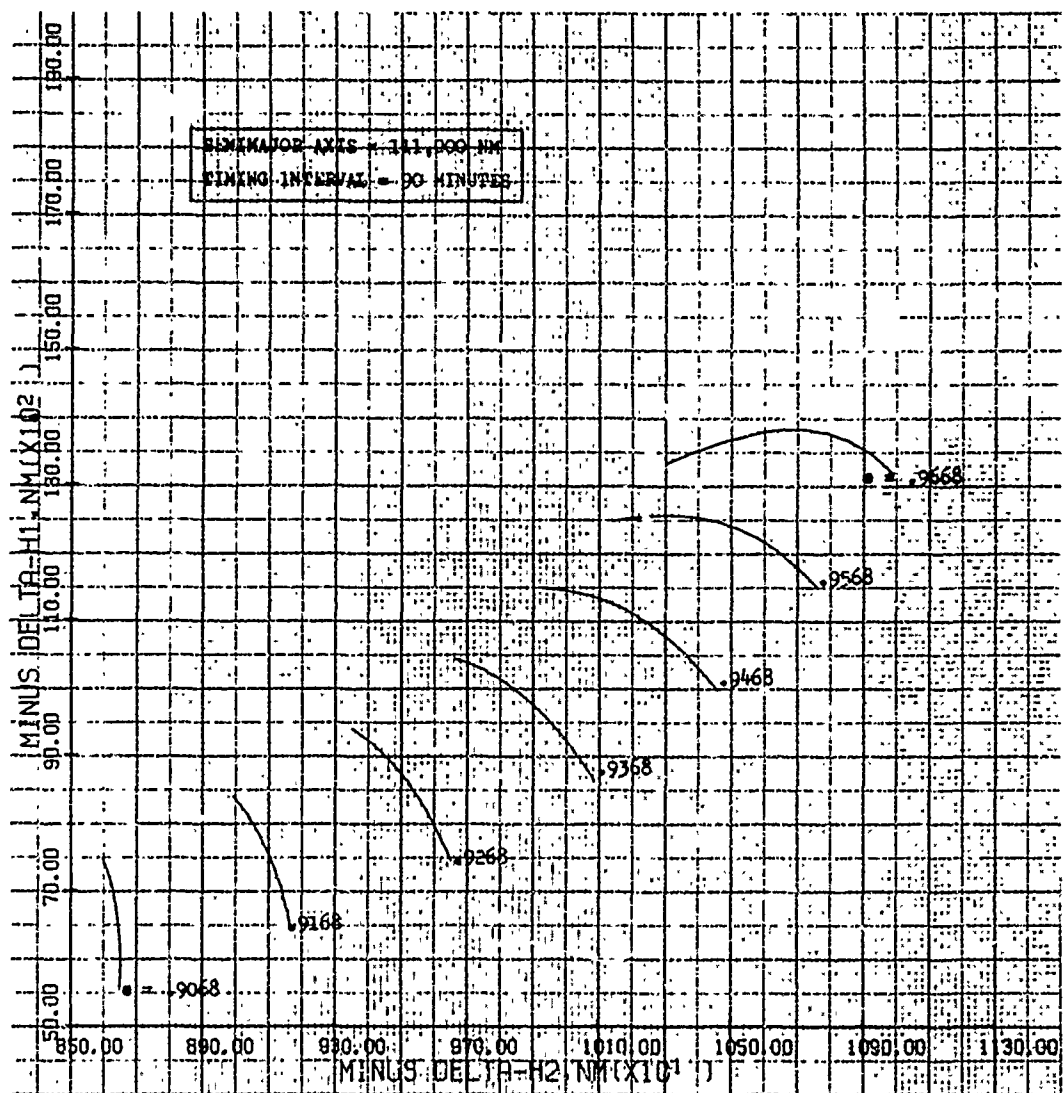 SEMIMAJOR AXIS = 141,000 NM
TIMING INTERVAL = 90 MINUTES
MINUS DELTA-H1,NM(X10²)
190.00
170.00
150.00
130.00
110.00
90.00
70.00
50.00
e = .9668
.9568
.9468
.9368
.9268
.9168
e = .9068
850.00 890.00 930.00 970.00 1010.00 1050.00 1090.00 1130.00
MINUS DELTA-H2,NM(X10¹)